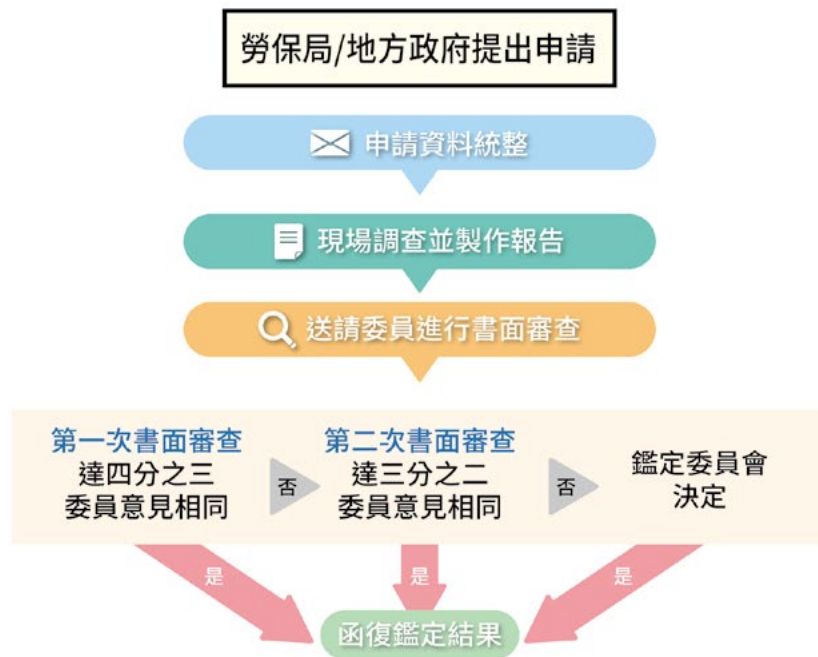 勞保局/地方政府提出申請
申請資料統整
現場調查並製作報告
送請委員進行書面審查
第一次書面審查
達四分之三
委員意見相同
否
第二次書面審查
達三分之二
委員意見相同
否
鑑定委員會
決定
是
是
是
函復鑑定結果